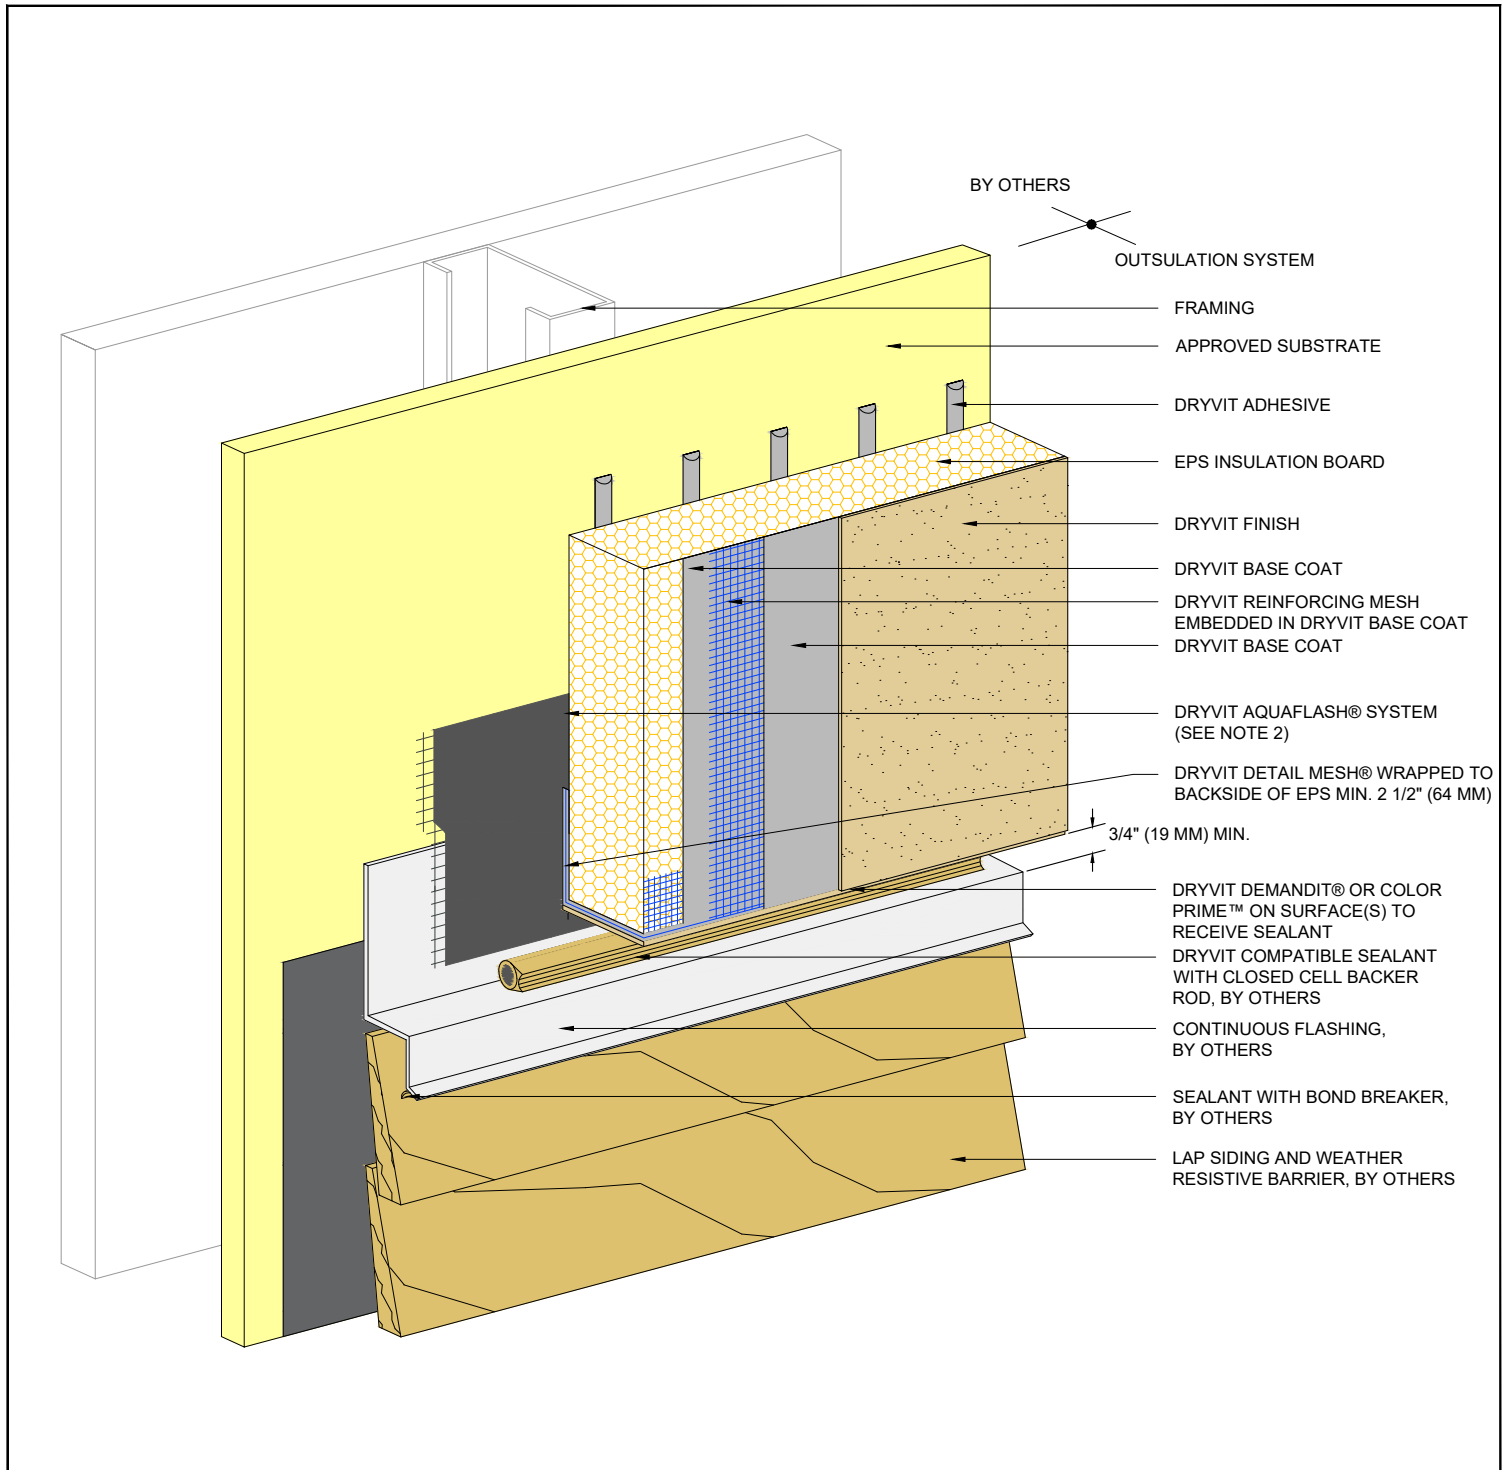 BY OTHERS
OUTSULATION SYSTEM
FRAMING
APPROVED SUBSTRATE
DRYVIT ADHESIVE
EPS INSULATION BOARD
DRYVIT FINISH
DRYVIT BASE COAT
DRYVIT REINFORCING MESH
EMBEDDED IN DRYVIT BASE COAT
DRYVIT BASE COAT
DRYVIT AQUAFLASH® SYSTEM
(SEE NOTE 2)
DRYVIT DETAIL MESH® WRAPPED TO
BACKSIDE OF EPS MIN. 2 1/2" (64 MM)
3/4" (19 MM) MIN.
DRYVIT DEMANDIT® OR COLOR
PRIME™ ON SURFACE(S) TO
RECEIVE SEALANT
DRYVIT COMPATIBLE SEALANT
WITH CLOSED CELL BACKER
ROD, BY OTHERS
CONTINUOUS FLASHING,
BY OTHERS
SEALANT WITH BOND BREAKER,
BY OTHERS
LAP SIDING AND WEATHER
RESISTIVE BARRIER, BY OTHERS